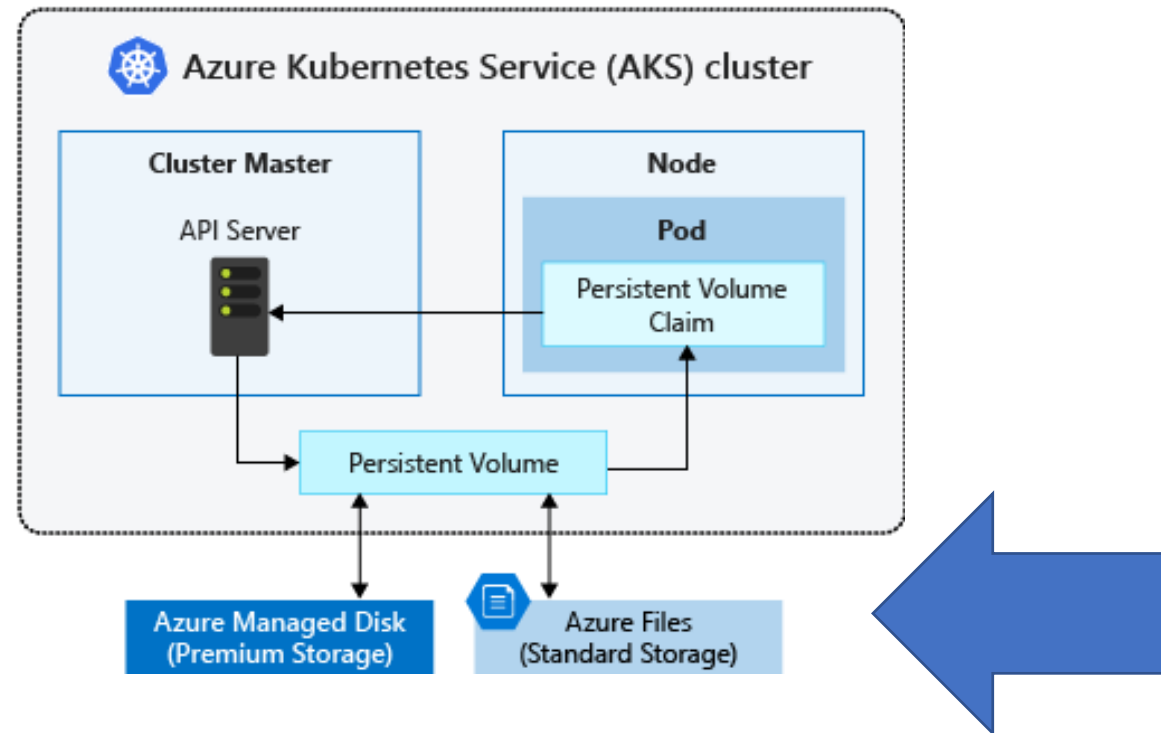 Azure Kubernetes Service (AKS) cluster
Cluster Master
API Server
Node
Pod
Persistent Volume
Claim
Persistent Volume
Azure Managed Disk
(Premium Storage)
Azure Files
(Standard Storage)